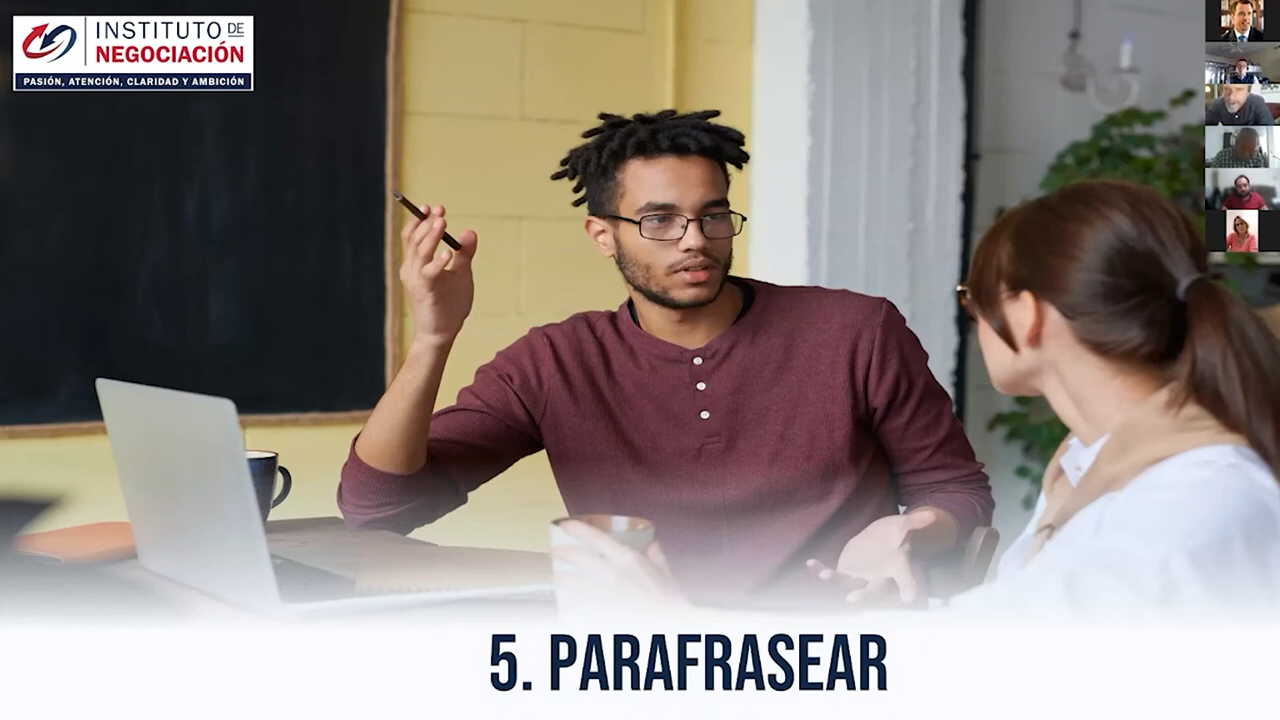 INSTITUTO DE
NEGOCIACIÓN
PASIÓN, ATENCIÓN, CLARIDAD Y AMBICIÓN
5. PARAFRASEAR